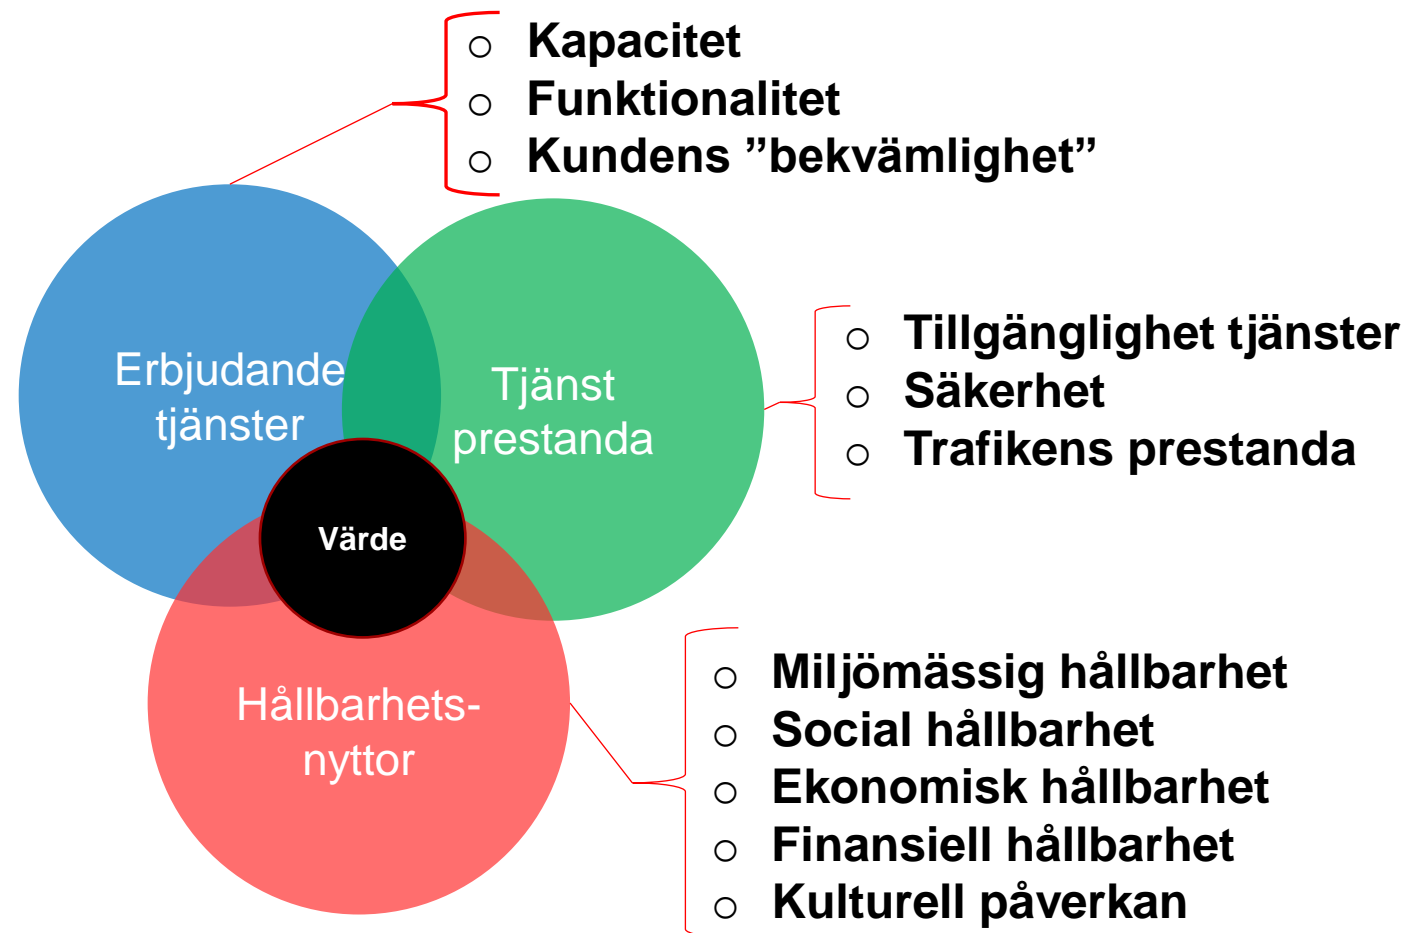 o Kapacitet
o Funktionalitet
o Kundens ”bekvämlighet”
Erbjudande
tjänster
Tjänst
prestanda
o Tillgänglighet tjänster
o Säkerhet
o Trafikens prestanda
Värde
Hållbarhets-
nyttor
o Miljömässig hållbarhet
o Social hållbarhet
o Ekonomisk hållbarhet
o Finansiell hållbarhet
o Kulturell påverkan